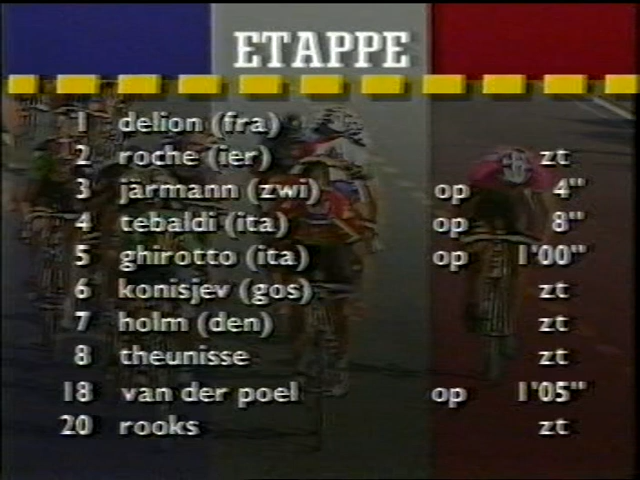 ETAPPE
1 delion (fra)
2 roche (ier) zt
3 järmann (zwi) op 4"
4 tebaldi (ita) op 8"
5 ghirotto (ita) op 1'00"
6 konisjev (gos) zt
7 holm (den) zt
8 theunisse zt
18 van der poel op 1'05"
20 rooks zt